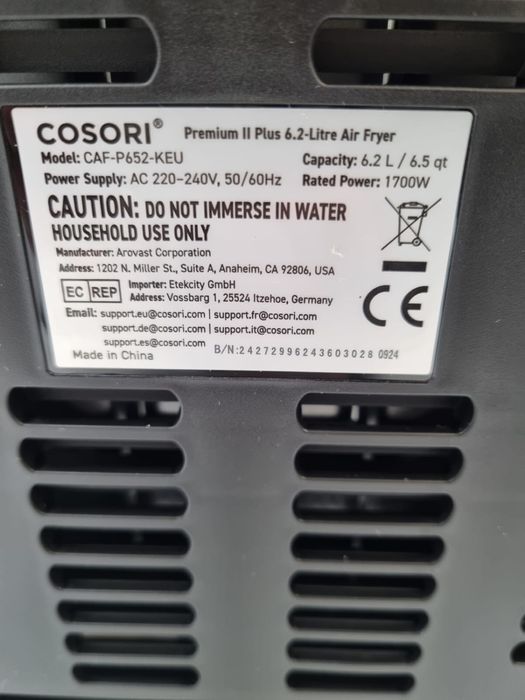 COSORI® Premium II Plus 6.2-Litre Air Fryer
Model: CAF-P652-KEU Capacity: 6.2 L / 6.5 qt
Power Supply: AC 220-240V, 50/60Hz Rated Power: 1700W
CAUTION: DO NOT IMMERSE IN WATER
HOUSEHOLD USE ONLY
Manufacturer: Arovast Corporation
Address: 1202 N. Miller St., Suite A, Anaheim, CA 92806, USA
EC REP Importer: Etekcity GmbH
Address: Vossbarg 1, 25524 Itzehoe, Germany
CE
Email: support.eu@cosori.com | support.fr@cosori.com
support.de@cosori.com | support.it@cosori.com
support.es@cosori.com
Made in China B/N:24272996243603028 0924